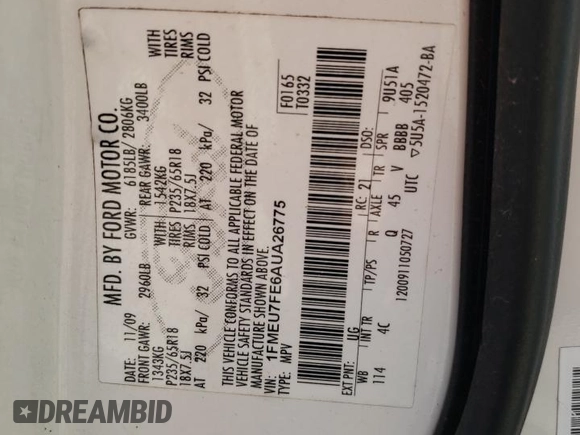 MFD. BY FORD MOTOR CO.
DATE: 11/09 GVWR: 6185LB/ 2806KG
FRONT GAWR: 2960LB REAR GAWR: 3400LB
1343KG WITH 1542KG WITH
P235/65R18 TIRES P235/65R18 TIRES
18X7.5J RIMS 18X7.5J RIMS
AT 220 kPa/ 32 PSI COLD AT 220 kPa/ 32 PSI COLD
THIS VEHICLE CONFORMS TO ALL APPLICABLE FEDERAL MOTOR
VEHICLE SAFETY STANDARDS IN EFFECT ON THE DATE OF
MANUFACTURE SHOWN ABOVE.
VIN: 1FMEU7FE6AUA26775
TYPE: MPV
F0165
T0332
EXT PNT: UG RC: 21 DSO: 9U51A
WB INT TR TP/PS R AXLE TR SPR 405
114 4C Q 45 V BBBB
1200911050727 UTC ▽5U5A-1520472-BA
DREAMBID